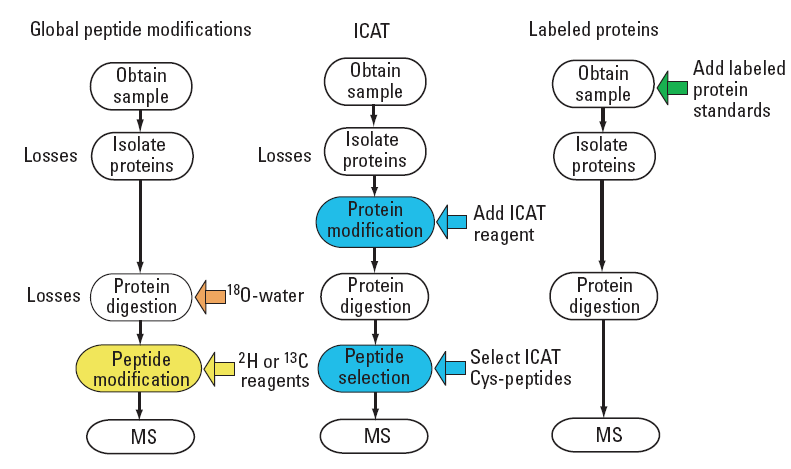 Global peptide modifications
Obtain
sample
Losses
Isolate
proteins
Losses
Protein
digestion
¹⁸O-water
Peptide
modification
²H or ¹³C
reagents
MS
ICAT
Obtain
sample
Losses
Isolate
proteins
Protein
modification
Add ICAT
reagent
Protein
digestion
Peptide
selection
Select ICAT
Cys-peptides
MS
Labeled proteins
Obtain
sample
Add labeled
protein
standards
Isolate
proteins
Protein
digestion
MS